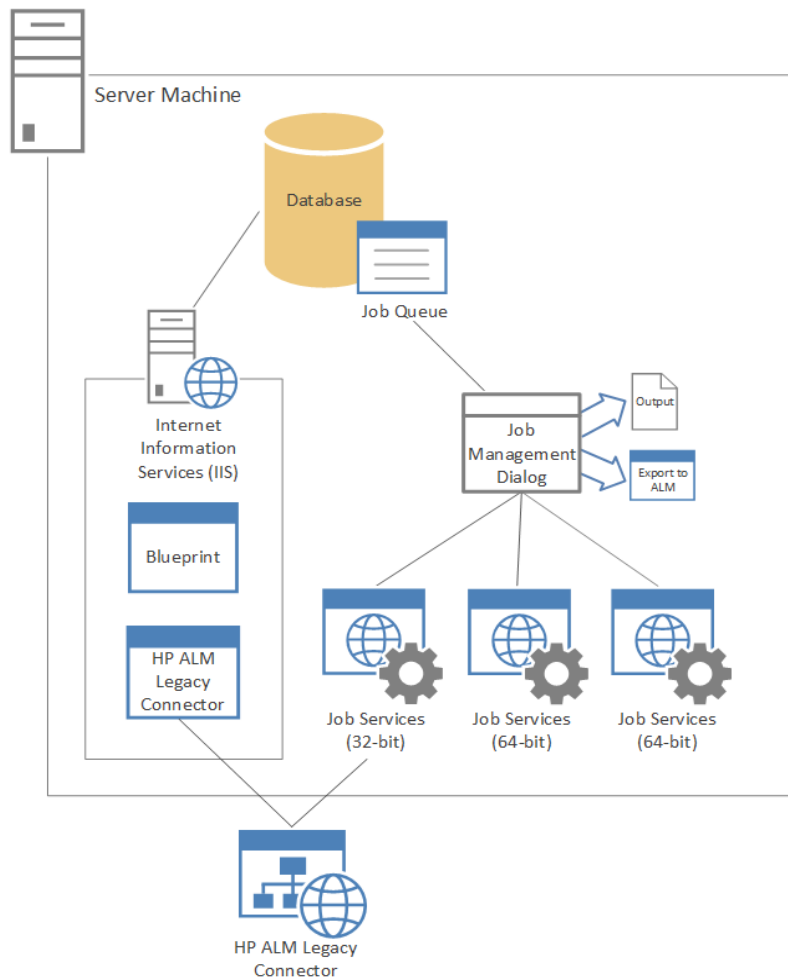 Server Machine
Database
Job Queue
Internet
Information
Services (IIS)
Job
Management
Dialog
Output
Export to
ALM
Blueprint
HP ALM
Legacy
Connector
Job Services
(32-bit)
Job Services
(64-bit)
Job Services
(64-bit)
HP ALM Legacy
Connector